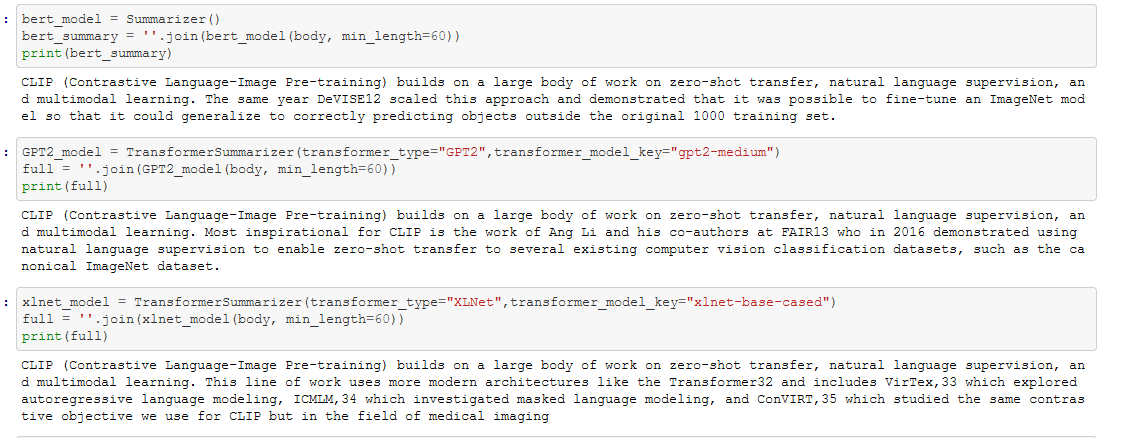 : bert_model = Summarizer()
bert_summary = ''.join(bert_model(body, min_length=60))
print(bert_summary)
CLIP (Contrastive Language-Image Pre-training) builds on a large body of work on zero-shot transfer, natural language supervision, an
d multimodal learning. The same year DeVISE12 scaled this approach and demonstrated that it was possible to fine-tune an ImageNet mod
el so that it could generalize to correctly predicting objects outside the original 1000 training set.
: GPT2_model = TransformerSummarizer(transformer_type="GPT2",transformer_model_key="gpt2-medium")
full = ''.join(GPT2_model(body, min_length=60))
print(full)
CLIP (Contrastive Language-Image Pre-training) builds on a large body of work on zero-shot transfer, natural language supervision, an
d multimodal learning. Most inspirational for CLIP is the work of Ang Li and his co-authors at FAIR13 who in 2016 demonstrated using
natural language supervision to enable zero-shot transfer to several existing computer vision classification datasets, such as the ca
nonical ImageNet dataset.
: xlnet_model = TransformerSummarizer(transformer_type="XLNet",transformer_model_key="xlnet-base-cased")
full = ''.join(xlnet_model(body, min_length=60))
print(full)
CLIP (Contrastive Language-Image Pre-training) builds on a large body of work on zero-shot transfer, natural language supervision, an
d multimodal learning. This line of work uses more modern architectures like the Transformer32 and includes VirTex,33 which explored
autoregressive language modeling, ICMLM,34 which investigated masked language modeling, and ConVIRT,35 which studied the same contras
tive objective we use for CLIP but in the field of medical imaging